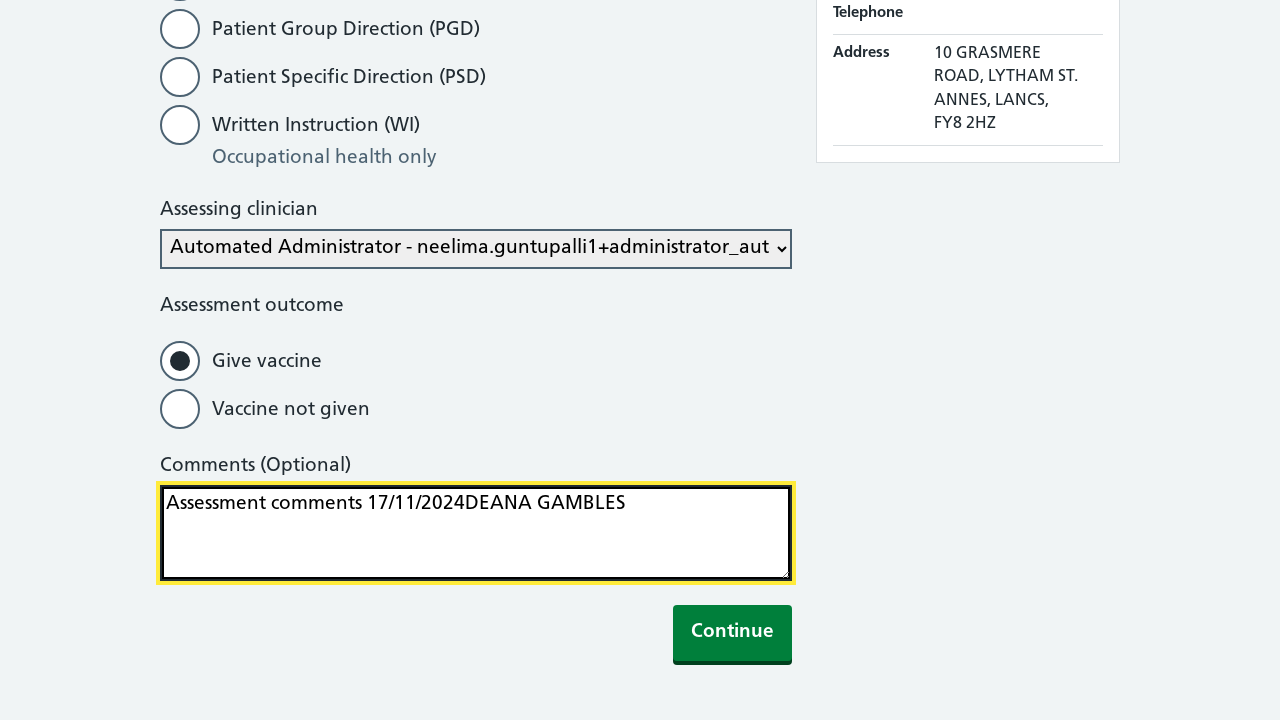 Patient Group Direction (PGD)
Patient Specific Direction (PSD)
Written Instruction (WI)
Occupational health only
Assessing clinician
Automated Administrator - neelima.guntupalli1+administrator_aut
Assessment outcome
Give vaccine
Vaccine not given
Comments (Optional)
Assessment comments 17/11/2024DEANA GAMBLES
Continue
Telephone
Address
10 GRASMERE
ROAD, LYTHAM ST.
ANNES, LANCS,
FY8 2HZ